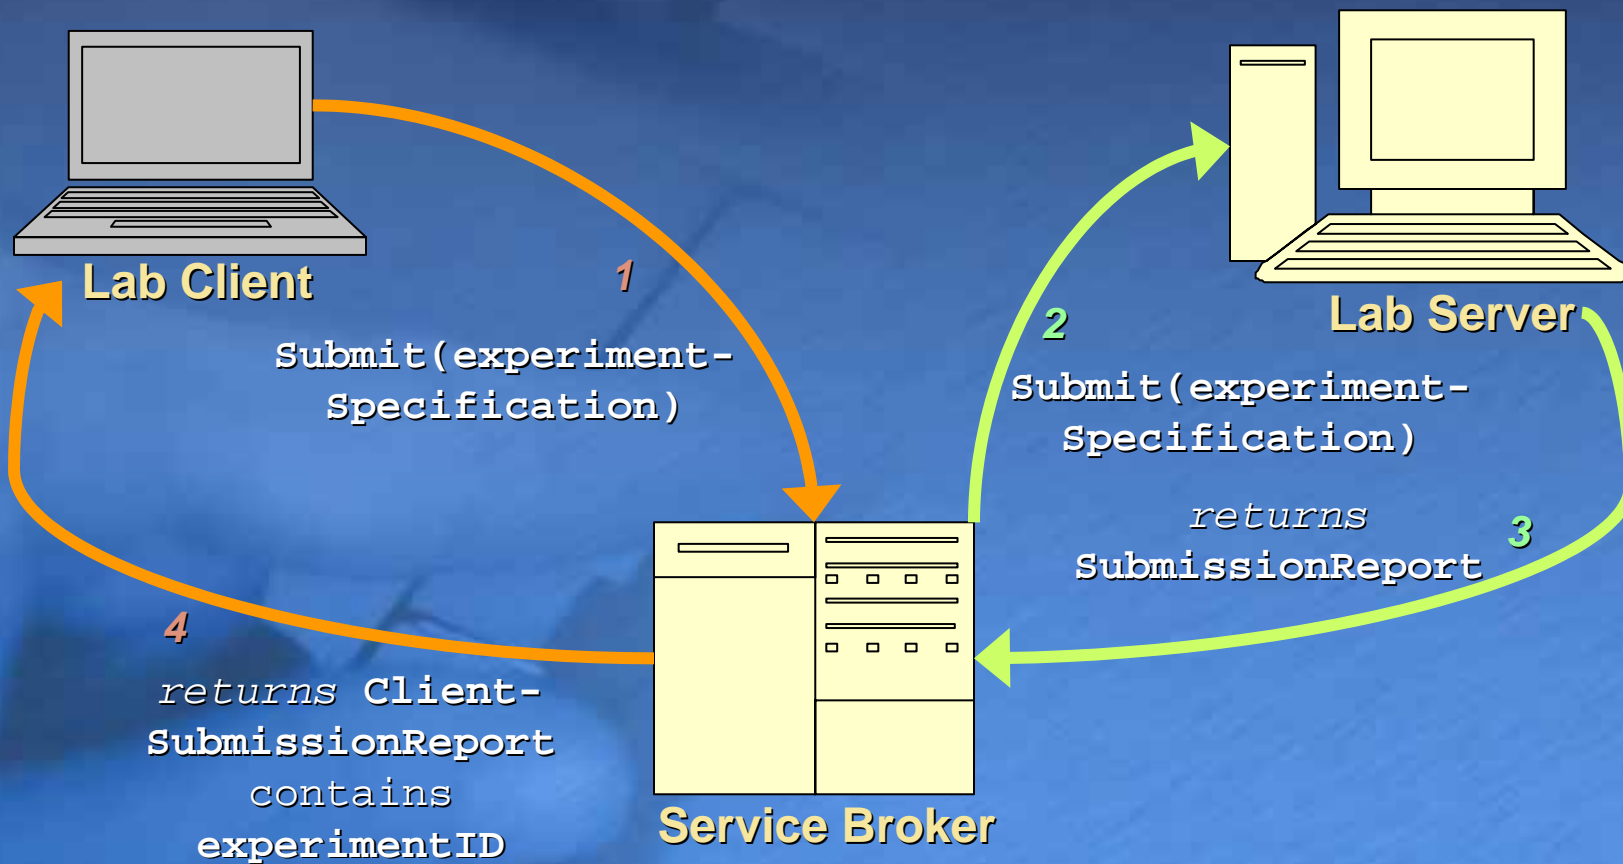 Lab Client
1
Submit(experiment-
Specification)
2
Lab Server
Submit(experiment-
Specification)
returns
SubmissionReport
3
4
returns Client-
SubmissionReport
contains
experimentID
Service Broker